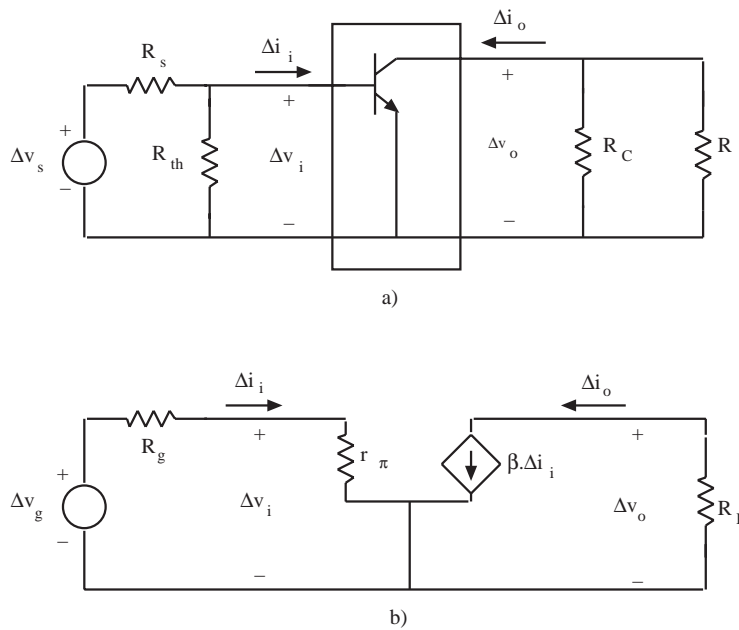 Δi i
Δi o
R s
+
+
+
Δv s
R th
Δv i
Δv o
R C
R
−
−
−
a)
Δi i
Δi o
R g
+
+
+
r π
β.Δi i
Δv g
Δv i
Δv o
R
−
−
−
b)